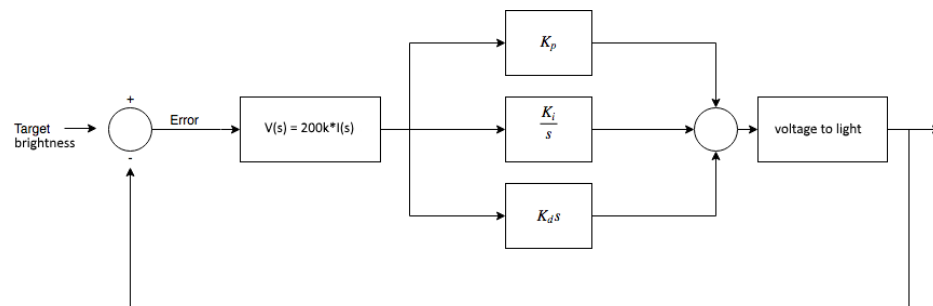 K_p
+
Target
brightness
Error
V(s) = 200k*I(s)
K_i
s
voltage to light
-
K_d s